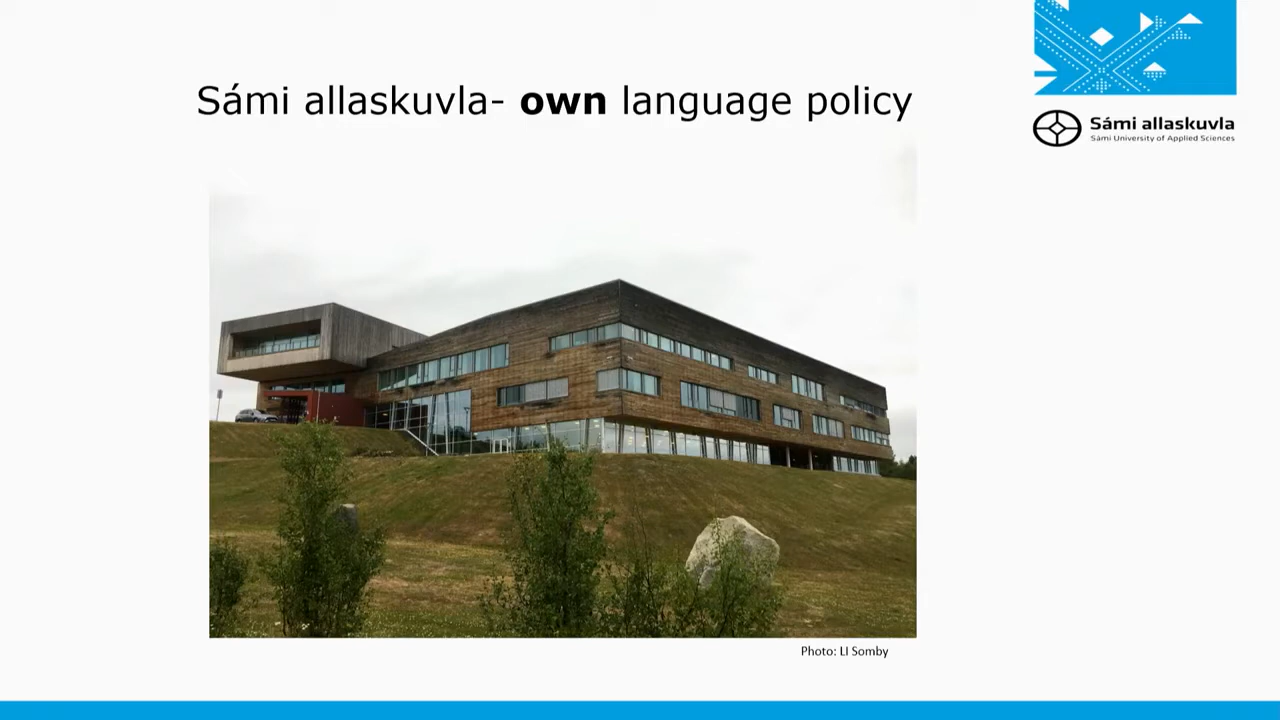 Sámi allaskuvla- own language policy
Sámi allaskuvla
Sámi University of Applied Sciences
Photo: LI Somby